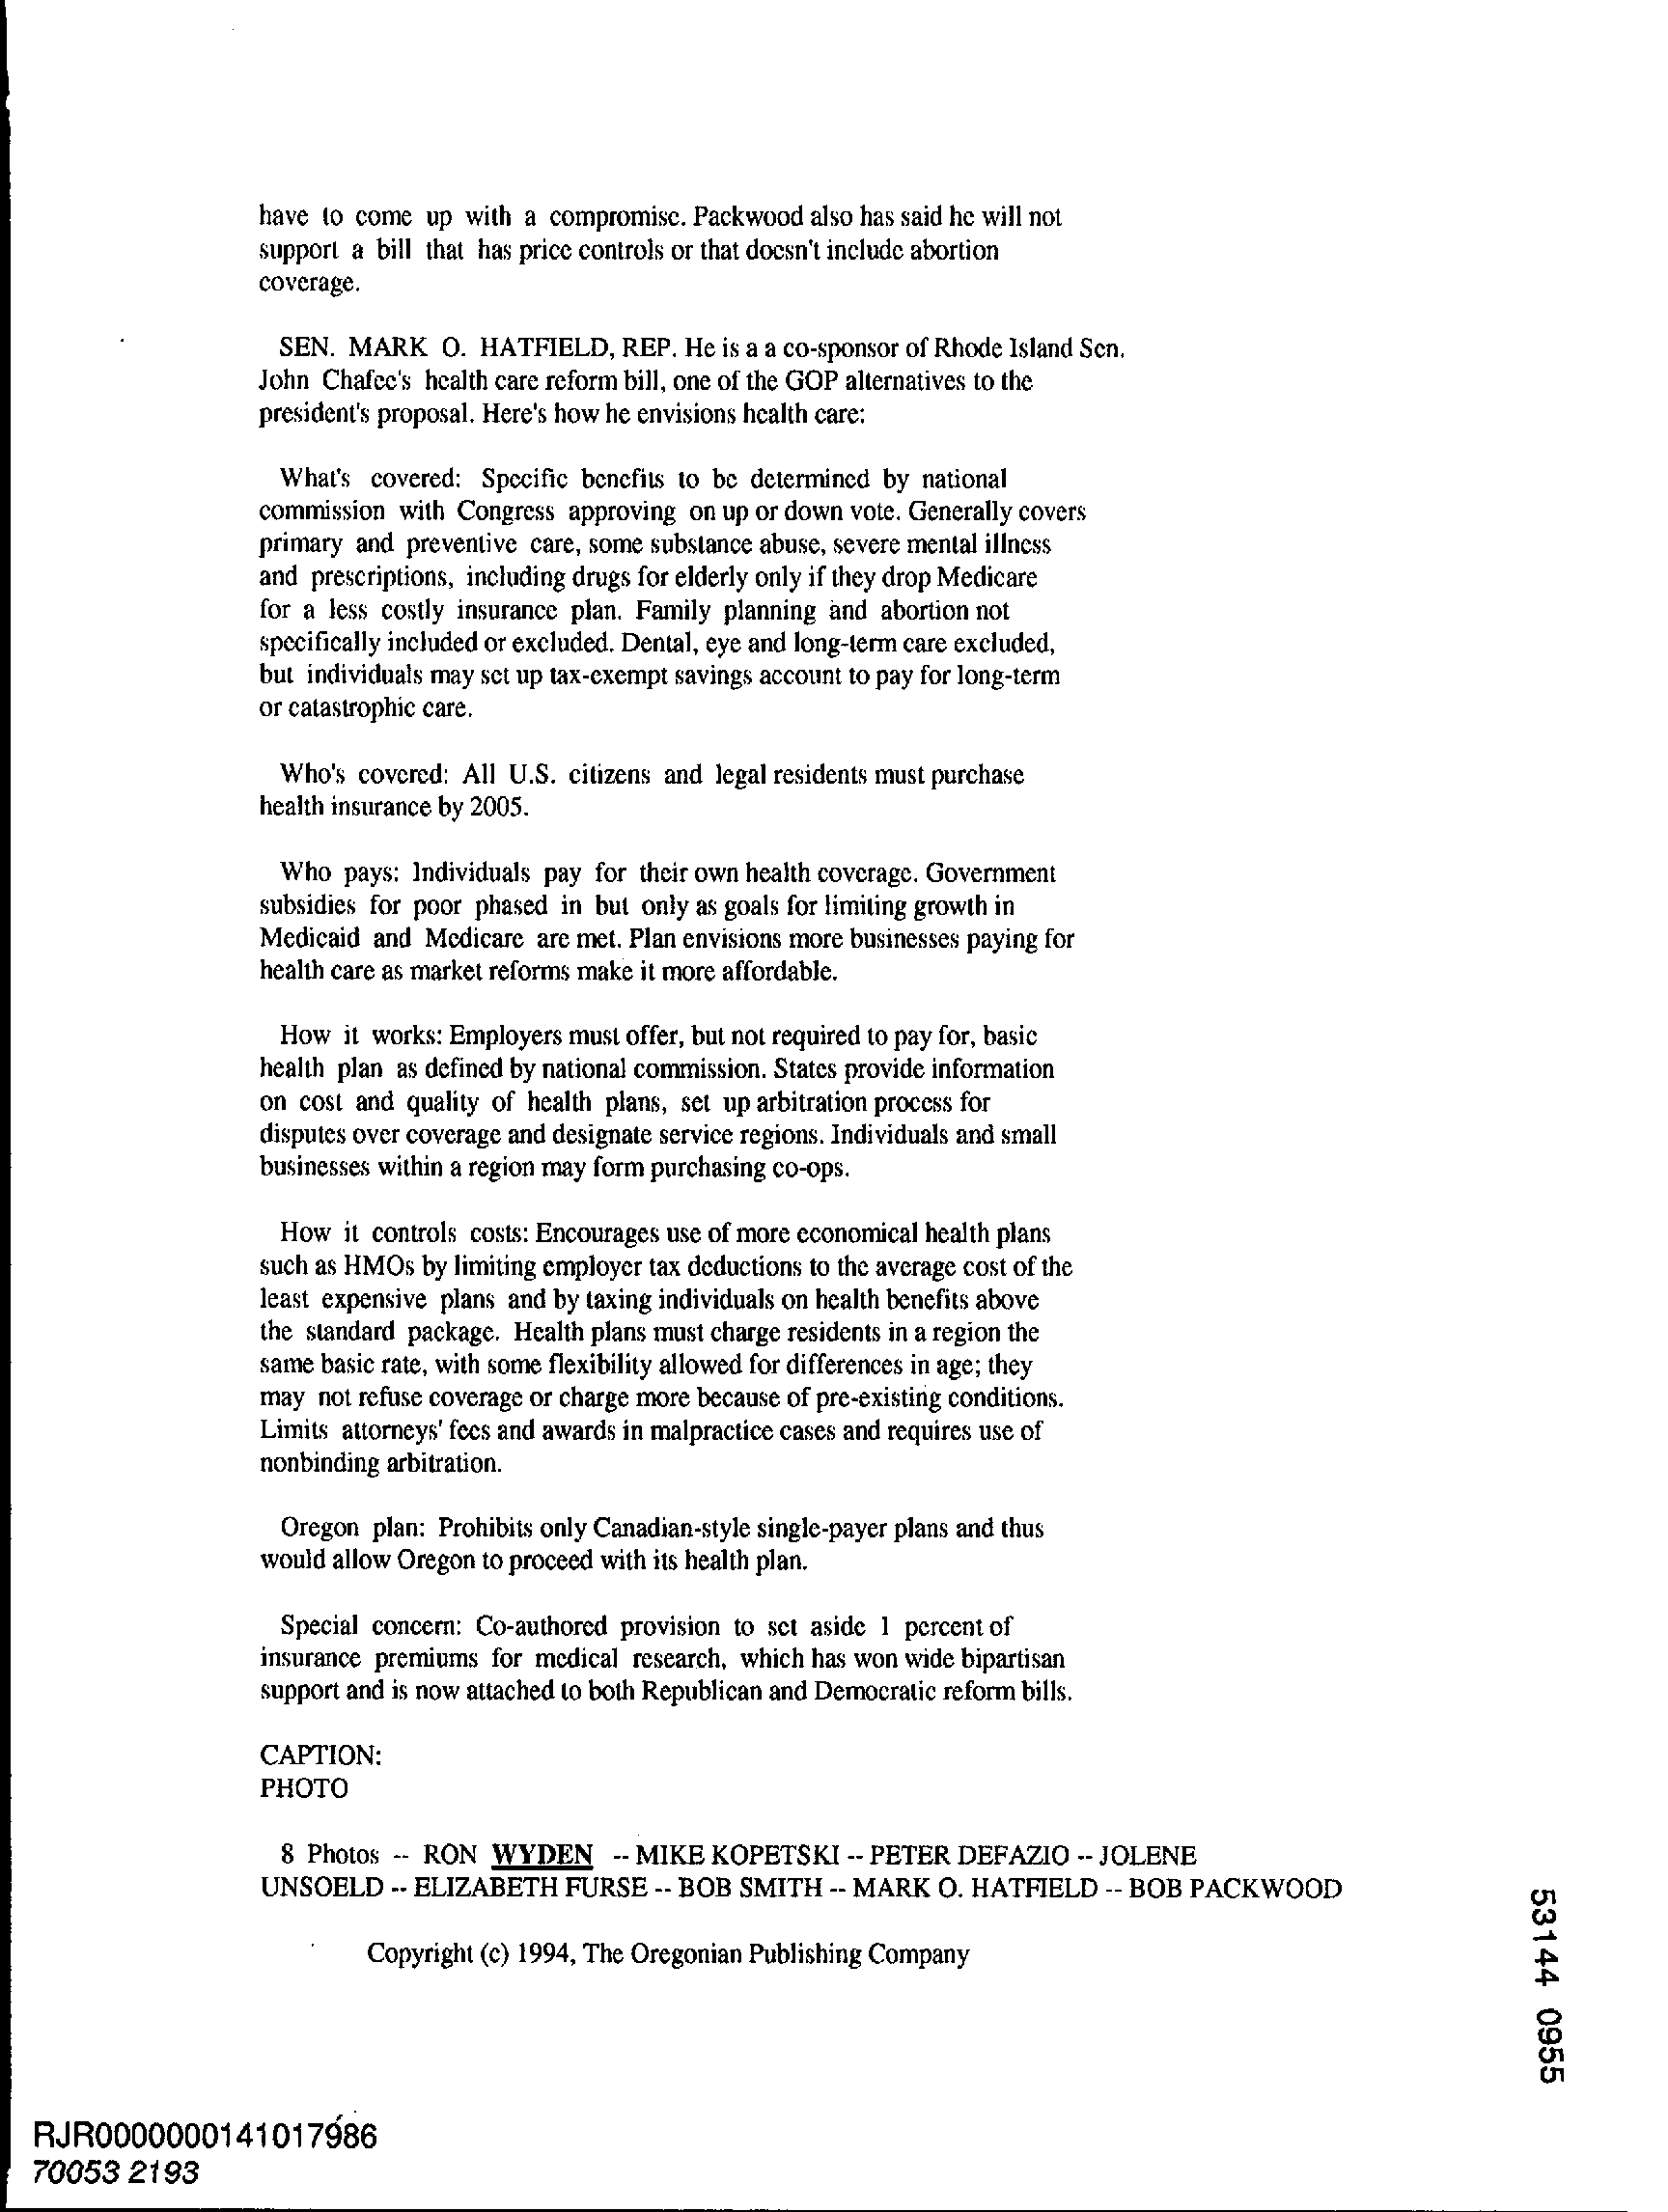 have to come up with a compromise. Packwood also has said he will not
support a bill that has price controls or that doesn't include abortion
coverage.
SEN. MARK O. HATFIELD, REP. He is a a co-sponsor of Rhode Island Sen.
John Chafee's health care reform bill, one of the GOP alternatives to the
president's proposal. Here's how he envisions health care:
What's covered: Specific benefits to be determined by national
commission with Congress approving on up or down vote. Generally covers
primary and preventive care, some substance abuse, severe mental illness
and prescriptions, including drugs for elderly only if they drop Medicare
for a less costly insurance plan. Family planning and abortion not
specifically included or excluded. Dental, eye and long-term care excluded,
but individuals may set up tax-exempt savings account to pay for long-term
or catastrophic care.
Who's covered: All U.S. citizens and legal residents must purchase
health insurance by 2005.
Who pays: Individuals pay for their own health coverage. Government
subsidies for poor phased in but only as goals for limiting growth in
Medicaid and Medicare are met. Plan envisions more businesses paying for
health care as market reforms make it more affordable.
How it works: Employers must offer, but not required to pay for, basic
health plan as defined by national commission. States provide information
on cost and quality of health plans, set up arbitration process for
disputes over coverage and designate service regions. Individuals and small
businesses within a region may form purchasing co-ops.
How it controls costs: Encourages use of more economical health plans
such as HMOs by limiting employer tax deductions to the average cost of the
least expensive plans and by taxing individuals on health benefits above
the standard package. Health plans must charge residents in a region the
same basic rate, with some flexibility allowed for differences in age; they
may not refuse coverage or charge more because of pre-existing conditions.
Limits attorneys' fees and awards in malpractice cases and requires use of
nonbinding arbitration.
Oregon plan: Prohibits only Canadian-style single-payer plans and thus
would allow Oregon to proceed with its health plan.
Special concern: Co-authored provision to set aside 1 percent of
insurance premiums for medical research, which has won wide bipartisan
support and is now attached to both Republican and Democratic reform bills.
CAPTION:
PHOTO
8 Photos -- RON WYDEN -- MIKE KOPETSKI -- PETER DEFAZIO -- JOLENE
UNSOELD -- ELIZABETH FURSE -- BOB SMITH -- MARK O. HATFIELD -- BOB PACKWOOD
Copyright (c) 1994, The Oregonian Publishing Company
53144 0955
RJR0000000141017986
70053 2193